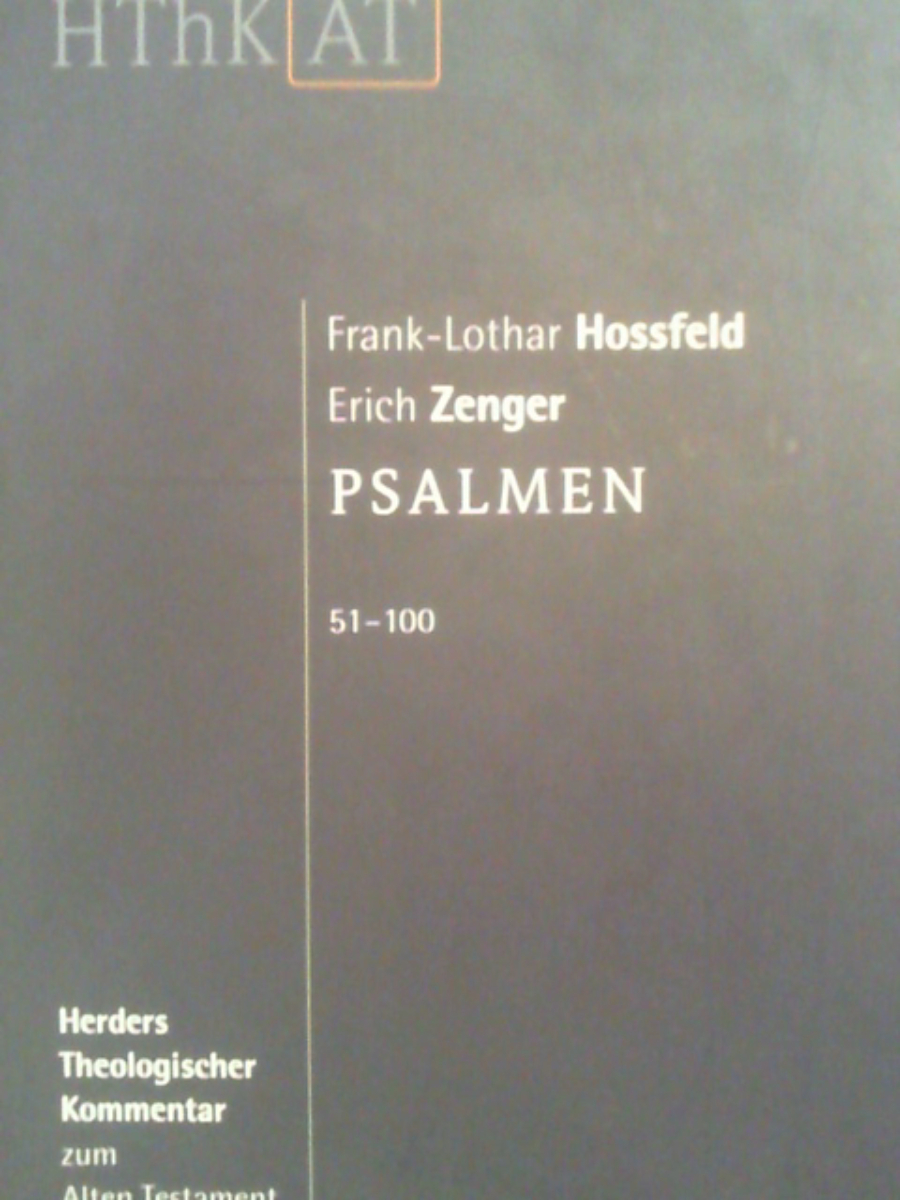 HThK AT
Frank-Lothar Hossfeld
Erich Zenger
PSALMEN
51-100
Herders
Theologischer
Kommentar
zum
Alten Testament